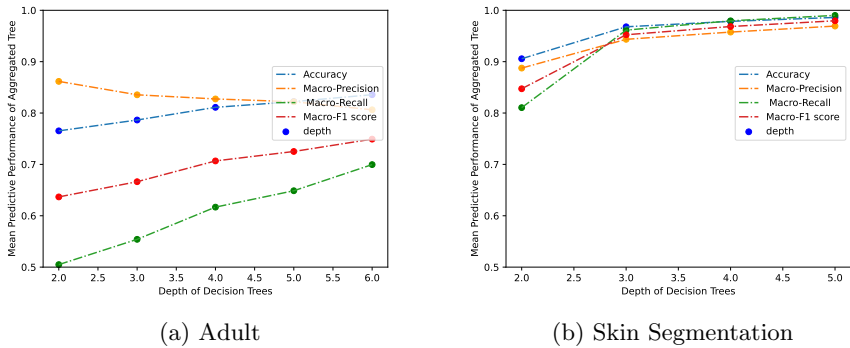 1.0
0.9
0.8
0.7
0.6
0.5
Mean Predictive Performance of Aggregated Tree
2.0 2.5 3.0 3.5 4.0 4.5 5.0 5.5 6.0
Depth of Decision Trees
Accuracy
Macro-Precision
Macro-Recall
Macro-F1 score
depth
(a) Adult
1.0
0.9
0.8
0.7
0.6
0.5
Mean Predictive Performance of Aggregated Tree
2.0 2.5 3.0 3.5 4.0 4.5 5.0
Depth of Decision Trees
Accuracy
Macro-Precision
Macro-Recall
Macro-F1 score
depth
(b) Skin Segmentation